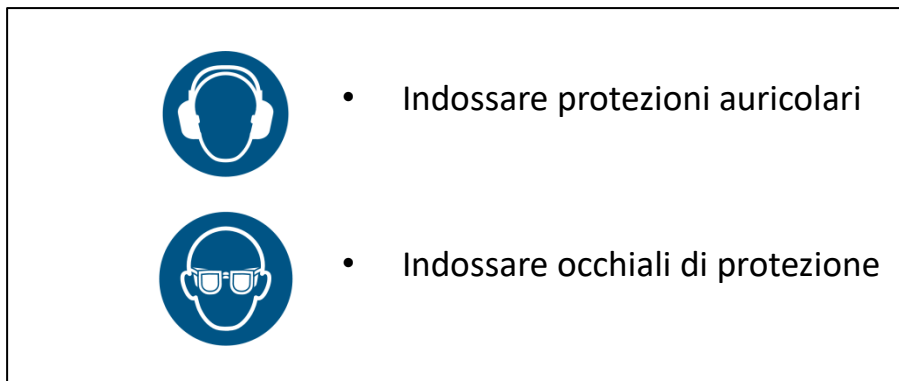 • Indossare protezioni auricolari
• Indossare occhiali di protezione